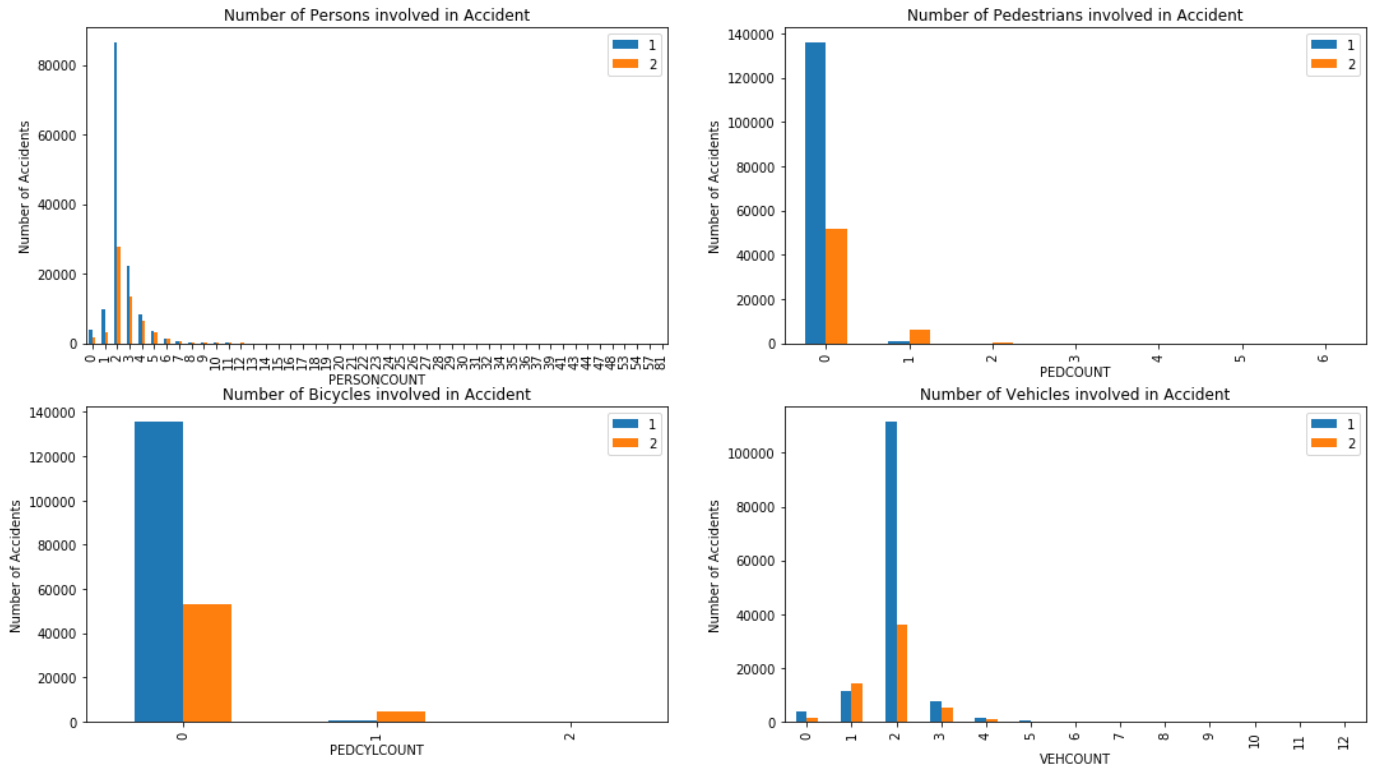 Number of Persons involved in Accident
1
2
80000
60000
40000
20000
0
Number of Accidents
0 1 2 3 4 5 6 7 8 9 10 11 12 13 14 15 16 17 18 19 20 21 22 23 24 25 26 27 28 29 30 31 32 34 35 36 37 39 41 43 44 47 48 53 54 57 81
PERSONCOUNT
Number of Pedestrians involved in Accident
1
2
140000
120000
100000
80000
60000
40000
20000
0
Number of Accidents
0 1 2 3 4 5 6
PEDCOUNT
Number of Bicycles involved in Accident
1
2
140000
120000
100000
80000
60000
40000
20000
0
Number of Accidents
0 1 2
PEDCYLCOUNT
Number of Vehicles involved in Accident
1
2
100000
80000
60000
40000
20000
0
Number of Accidents
0 1 2 3 4 5 6 7 8 9 10 11 12
VEHCOUNT